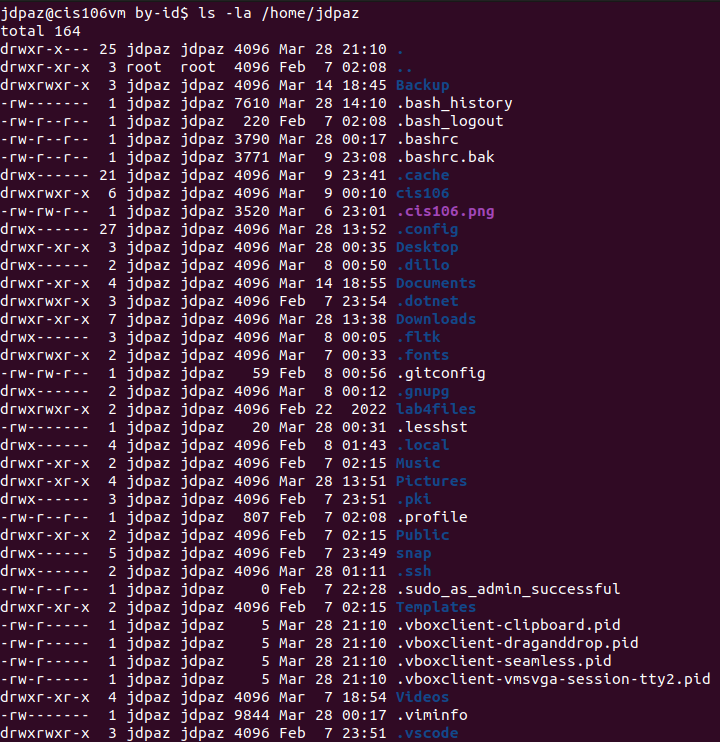 jdpaz@cis106vm by-id$ ls -la /home/jdpaz
total 164
drwxr-x--- 25 jdpaz jdpaz 4096 Mar 28 21:10 .
drwxr-xr-x  3 root  root  4096 Feb  7 02:08 ..
drwxrwxr-x  3 jdpaz jdpaz 4096 Mar 14 18:45 Backup
-rw-------  1 jdpaz jdpaz 7610 Mar 28 14:10 .bash_history
-rw-r--r--  1 jdpaz jdpaz  220 Feb  7 02:08 .bash_logout
-rw-r--r--  1 jdpaz jdpaz 3790 Mar 28 00:17 .bashrc
-rw-r--r--  1 jdpaz jdpaz 3771 Mar  9 23:08 .bashrc.bak
drwx------ 21 jdpaz jdpaz 4096 Mar  9 23:41 .cache
drwxrwxr-x  6 jdpaz jdpaz 4096 Mar  9 00:10 cis106
-rw-rw-r--  1 jdpaz jdpaz 3520 Mar  6 23:01 .cis106.png
drwx------ 27 jdpaz jdpaz 4096 Mar 28 13:52 .config
drwxr-xr-x  3 jdpaz jdpaz 4096 Mar 28 00:35 Desktop
drwx------  2 jdpaz jdpaz 4096 Mar  8 00:50 .dillo
drwxr-xr-x  4 jdpaz jdpaz 4096 Mar 14 18:55 Documents
drwxrwxr-x  3 jdpaz jdpaz 4096 Feb  7 23:54 .dotnet
drwxr-xr-x  7 jdpaz jdpaz 4096 Mar 28 13:38 Downloads
drwx------  3 jdpaz jdpaz 4096 Mar  8 00:05 .fltk
drwxrwxr-x  2 jdpaz jdpaz 4096 Mar  7 00:33 .fonts
-rw-rw-r--  1 jdpaz jdpaz   59 Feb  8 00:56 .gitconfig
drwx------  2 jdpaz jdpaz 4096 Mar  8 00:12 .gnupg
drwxrwxr-x  2 jdpaz jdpaz 4096 Feb 22  2022 lab4files
-rw-------  1 jdpaz jdpaz   20 Mar 28 00:31 .lesshst
drwx------  4 jdpaz jdpaz 4096 Feb  8 01:43 .local
drwxr-xr-x  2 jdpaz jdpaz 4096 Feb  7 02:15 Music
drwxr-xr-x  4 jdpaz jdpaz 4096 Mar 28 13:51 Pictures
drwx------  3 jdpaz jdpaz 4096 Feb  7 23:51 .pki
-rw-r--r--  1 jdpaz jdpaz  807 Feb  7 02:08 .profile
drwxr-xr-x  2 jdpaz jdpaz 4096 Feb  7 02:15 Public
drwx------  5 jdpaz jdpaz 4096 Feb  7 23:49 snap
drwx------  2 jdpaz jdpaz 4096 Mar 28 01:11 .ssh
-rw-r--r--  1 jdpaz jdpaz    0 Feb  7 22:28 .sudo_as_admin_successful
drwxr-xr-x  2 jdpaz jdpaz 4096 Feb  7 02:15 Templates
-rw-r-----  1 jdpaz jdpaz    5 Mar 28 21:10 .vboxclient-clipboard.pid
-rw-r-----  1 jdpaz jdpaz    5 Mar 28 21:10 .vboxclient-draganddrop.pid
-rw-r-----  1 jdpaz jdpaz    5 Mar 28 21:10 .vboxclient-seamless.pid
-rw-r-----  1 jdpaz jdpaz    5 Mar 28 21:10 .vboxclient-vmsvga-session-tty2.pid
drwxr-xr-x  4 jdpaz jdpaz 4096 Mar  7 18:54 Videos
-rw-------  1 jdpaz jdpaz 9844 Mar 28 00:17 .viminfo
drwxrwxr-x  3 jdpaz jdpaz 4096 Feb  7 23:51 .vscode